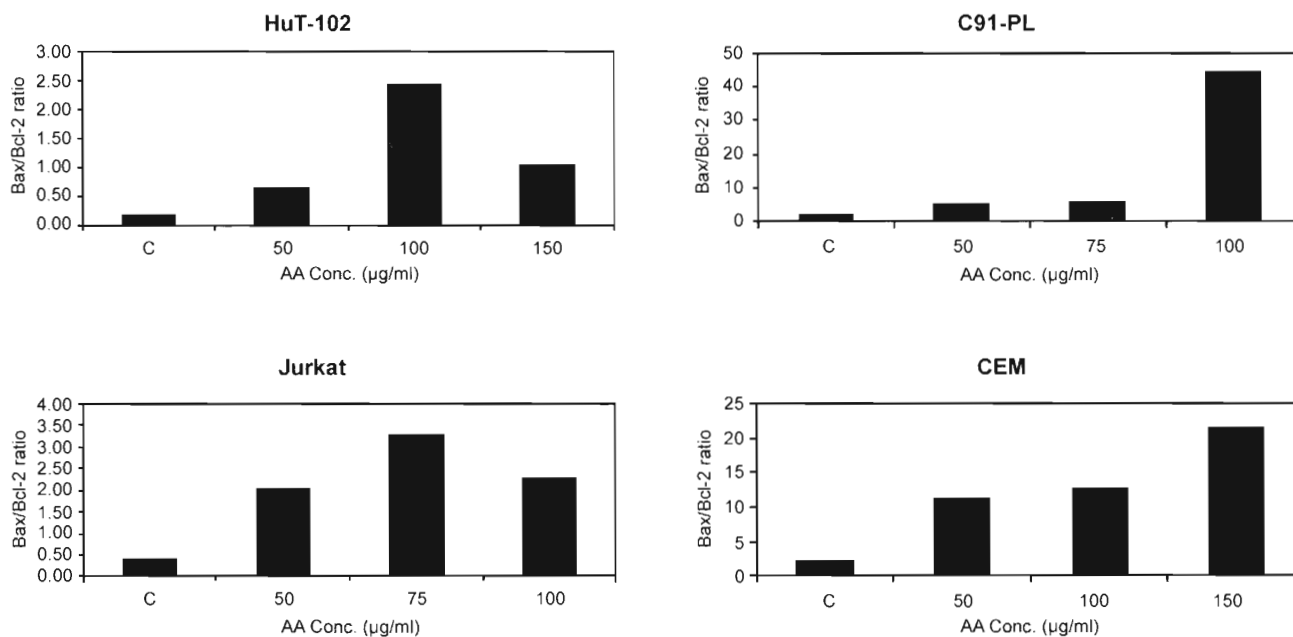 HuT-102
Bax/Bcl-2 ratio
3.00
2.50
2.00
1.50
1.00
0.50
0.00
C 50 100 150
AA Conc. (µg/ml)
C91-PL
Bax/Bcl-2 ratio
50
40
30
20
10
0
C 50 75 100
AA Conc. (µg/ml)
Jurkat
Bax/Bcl-2 ratio
4.00
3.50
3.00
2.50
2.00
1.50
1.00
0.50
0.00
C 50 75 100
AA Conc. (µg/ml)
CEM
Bax/Bcl-2 ratio
25
20
15
10
5
0
C 50 100 150
AA Conc. (µg/ml)